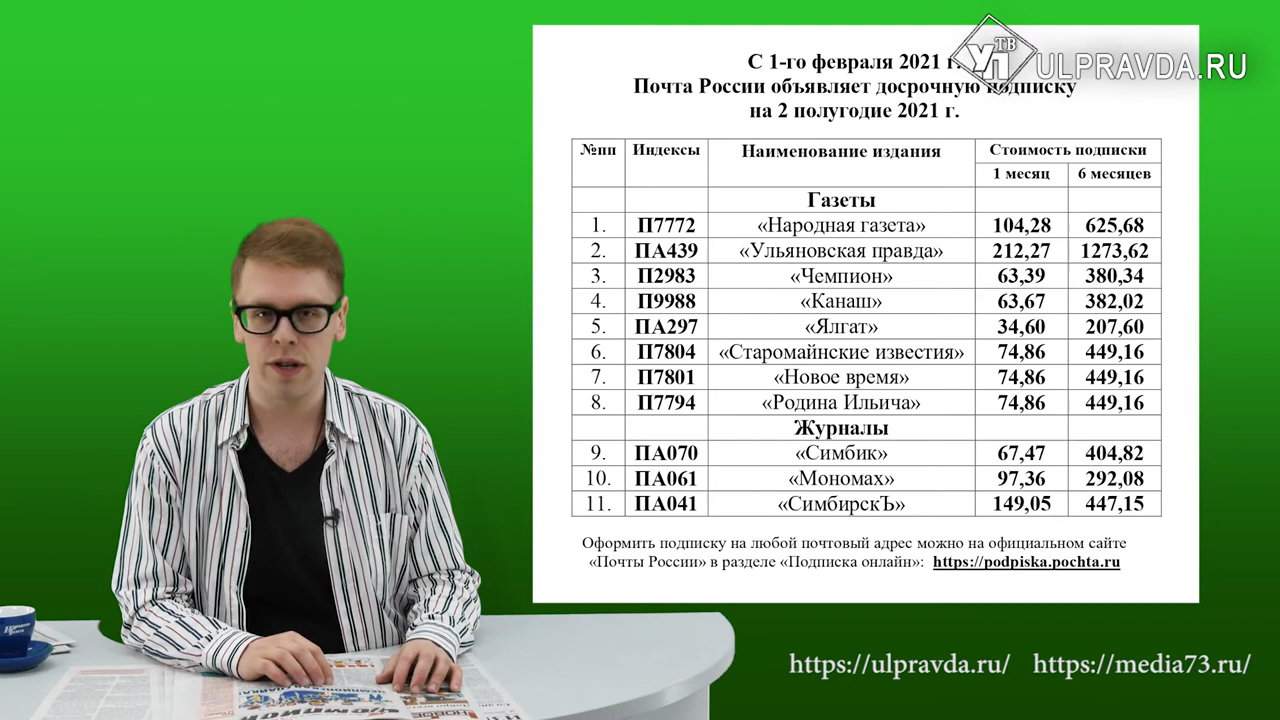 УП ТВ ULPRAVDA.RU
С 1-го февраля 2021 г.
Почта России объявляет досрочную подписку
на 2 полугодие 2021 г.
№пп Индексы Наименование издания Стоимость подписки
1 месяц 6 месяцев
Газеты
1. П7772 «Народная газета» 104,28 625,68
2. ПА439 «Ульяновская правда» 212,27 1273,62
3. П2983 «Чемпион» 63,39 380,34
4. П9988 «Канаш» 63,67 382,02
5. ПА297 «Ялгат» 34,60 207,60
6. П7804 «Старомайнские известия» 74,86 449,16
7. П7801 «Новое время» 74,86 449,16
8. П7794 «Родина Ильича» 74,86 449,16
Журналы
9. ПА070 «Симбик» 67,47 404,82
10. ПА061 «Мономах» 97,36 292,08
11. ПА041 «СимбирскЪ» 149,05 447,15
Оформить подписку на любой почтовый адрес можно на официальном сайте
«Почты России» в разделе «Подписка онлайн»: https://podpiska.pochta.ru
https://ulpravda.ru/ https://media73.ru/